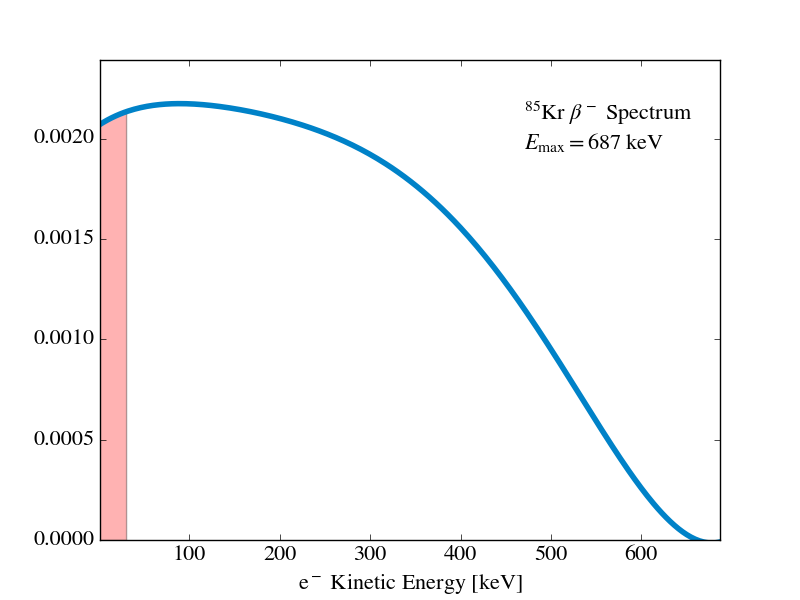 ⁸⁵Kr β⁻ Spectrum
E_max = 687 keV
0.0020
0.0015
0.0010
0.0005
0.0000
100 200 300 400 500 600
e⁻ Kinetic Energy [keV]